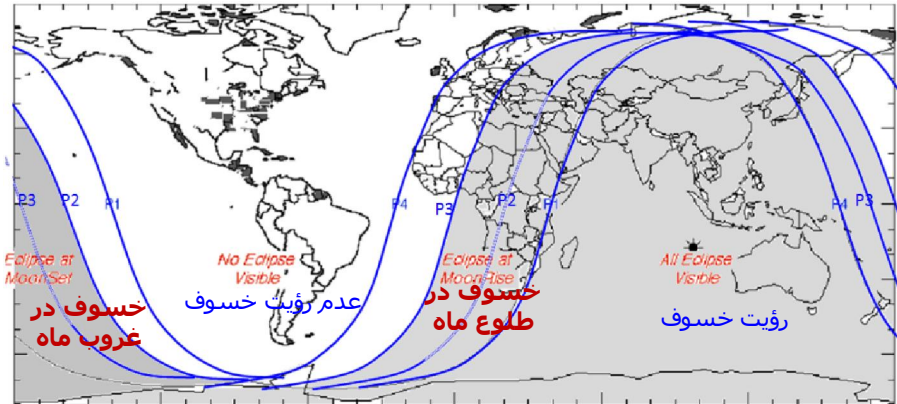 P3 P2 P1 P4 P3 P2 P1 P4 P3
Eclipse at
MoonSet
No Eclipse
Visible
Eclipse at
MoonRise
All Eclipse
Visible
خسوف در
غروب ماه
عدم رؤیت خسوف
خسوف در
طلوع ماه
رؤیت خسوف